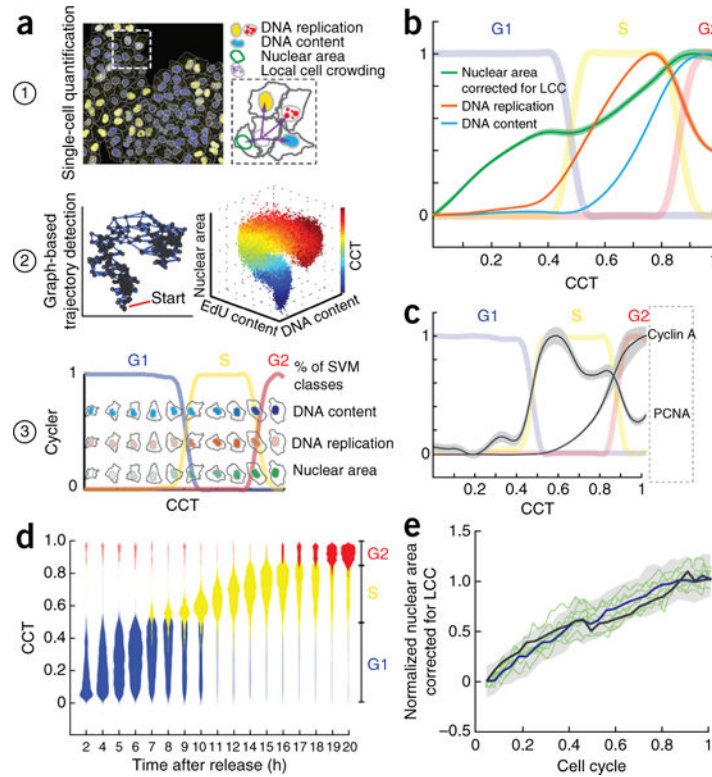 a
1
Single-cell quantification
DNA replication
DNA content
Nuclear area
Local cell crowding
2
Graph-based
trajectory detection
Start
Nuclear area
EdU content
DNA content
CCT
3
Cycler
1
0
G1
S
G2
% of SVM
classes
DNA content
DNA replication
Nuclear area
CCT
b
G1
S
G2
1
0
Nuclear area
corrected for LCC
DNA replication
DNA content
0.2 0.4 0.6 0.8 1
CCT
c
G1
S
G2
1
0
Cyclin A
PCNA
0.2 0.4 0.6 0.8 1
CCT
d
CCT
1.0
0.8
0.6
0.4
0.2
0
G2
S
G1
2 4 5 6 7 8 9 10 11 12 13 14 15 16 17 18 19 20
Time after release (h)
e
Normalized nuclear area
corrected for LCC
1.5
1.0
0.5
0
−0.5
0 0.2 0.4 0.6 0.8 1
Cell cycle